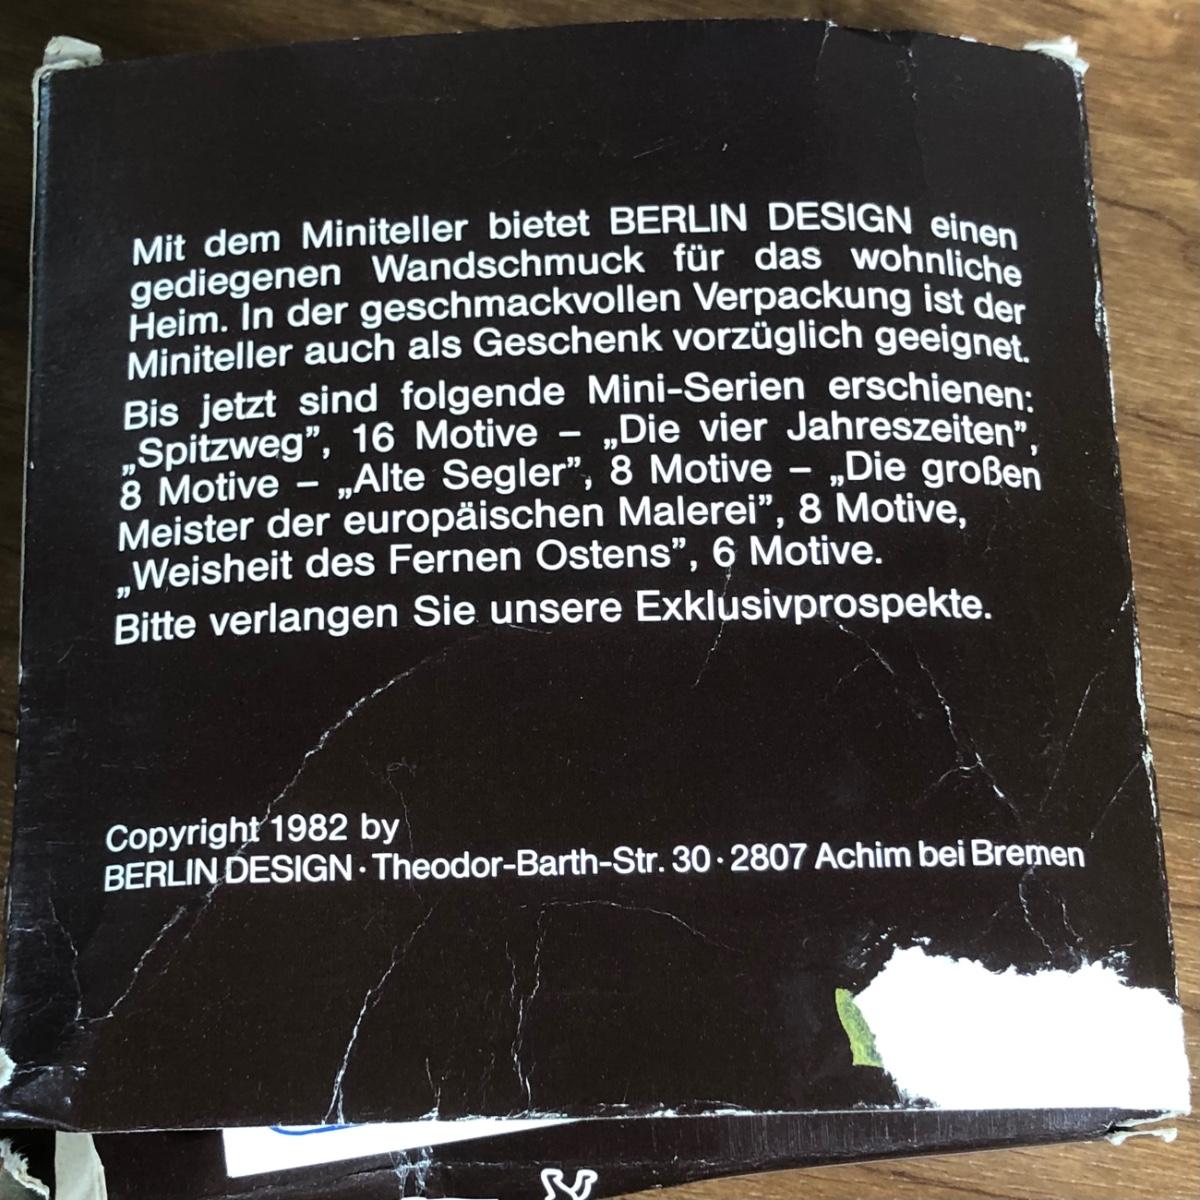 Mit dem Miniteller bietet BERLIN DESIGN einen
gediegenen Wandschmuck für das wohnliche
Heim. In der geschmackvollen Verpackung ist der
Miniteller auch als Geschenk vorzüglich geeignet.
Bis jetzt sind folgende Mini-Serien erschienen:
„Spitzweg”, 16 Motive – „Die vier Jahreszeiten”,
8 Motive – „Alte Segler”, 8 Motive – „Die großen
Meister der europäischen Malerei”, 8 Motive,
„Weisheit des Fernen Ostens”, 6 Motive.
Bitte verlangen Sie unsere Exklusivprospekte.
Copyright 1982 by
BERLIN DESIGN · Theodor-Barth-Str. 30 · 2807 Achim bei Bremen